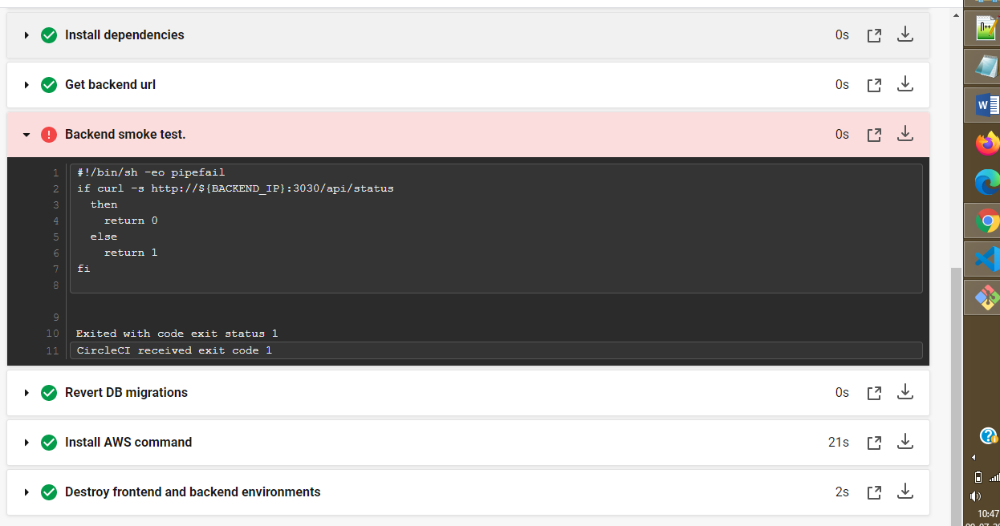 Install dependencies 0s
Get backend url 0s
Backend smoke test. 0s
1 #!/bin/sh -eo pipefail
2 if curl -s http://${BACKEND_IP}:3030/api/status
3 then
4 return 0
5 else
6 return 1
7 fi
8
9
10 Exited with code exit status 1
11 CircleCI received exit code 1
Revert DB migrations 0s
Install AWS command 21s
Destroy frontend and backend environments 2s
10:47